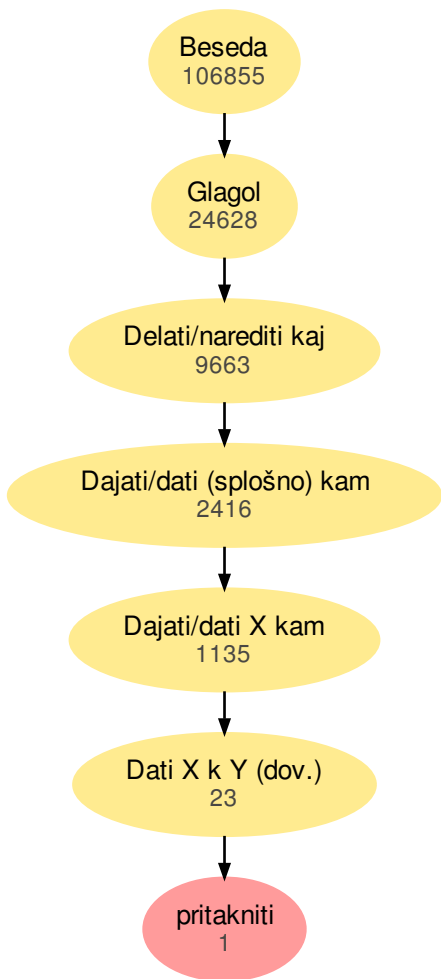 Beseda
106855
Glagol
24628
Delati/narediti kaj
9663
Dajati/dati (splošno) kam
2416
Dajati/dati X kam
1135
Dati X k Y (dov.)
23
pritakniti
1